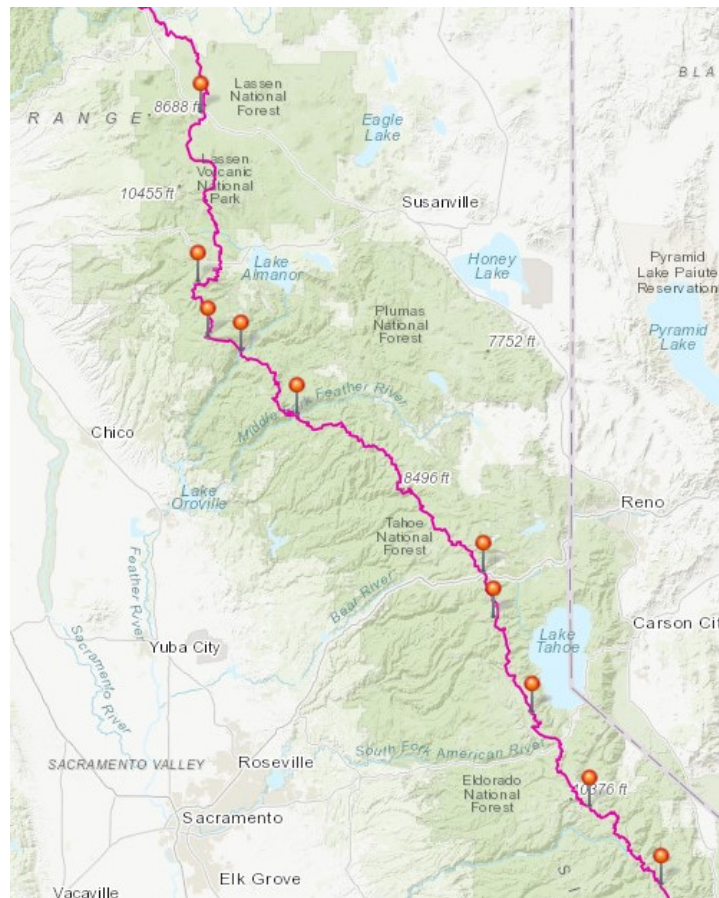 Lassen
National
Forest
8688 ft
B L A
R A N G E
Eagle
Lake
Lassen
Volcanic
National
Park
10455 ft
Susanville
Lake
Almanor
Honey
Lake
Pyramid
Lake Paiute
Reservation
Plumas
National
Forest
7752 ft
Pyramid
Lake
Middle Fork Feather River
Chico
8496 ft
Lake
Oroville
Reno
Tahoe
National
Forest
Feather River
Bear River
Carson Cit
Lake
Tahoe
Yuba City
Sacramento
River
South Fork American River
SACRAMENTO VALLEY
Roseville
Eldorado
National
Forest
10376 ft
Sacramento
S I
Elk Grove
Vacaville